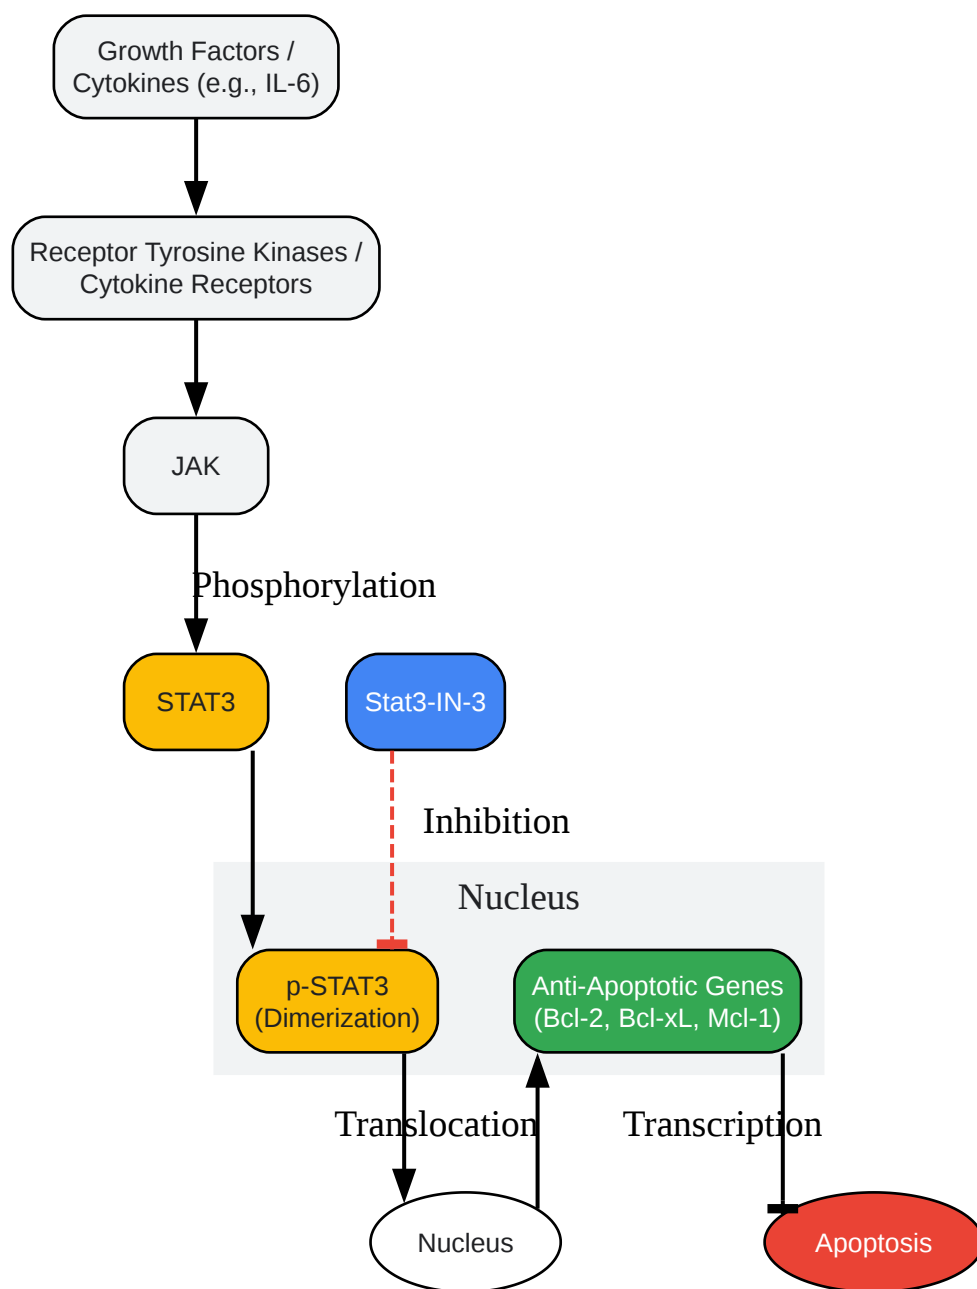 Growth Factors /
Cytokines (e.g., IL-6)
Receptor Tyrosine Kinases /
Cytokine Receptors
JAK
Phosphorylation
STAT3
Stat3-IN-3
Inhibition
Nucleus
p-STAT3
(Dimerization)
Anti-Apoptotic Genes
(Bcl-2, Bcl-xL, Mcl-1)
Translocation
Transcription
Nucleus
Apoptosis